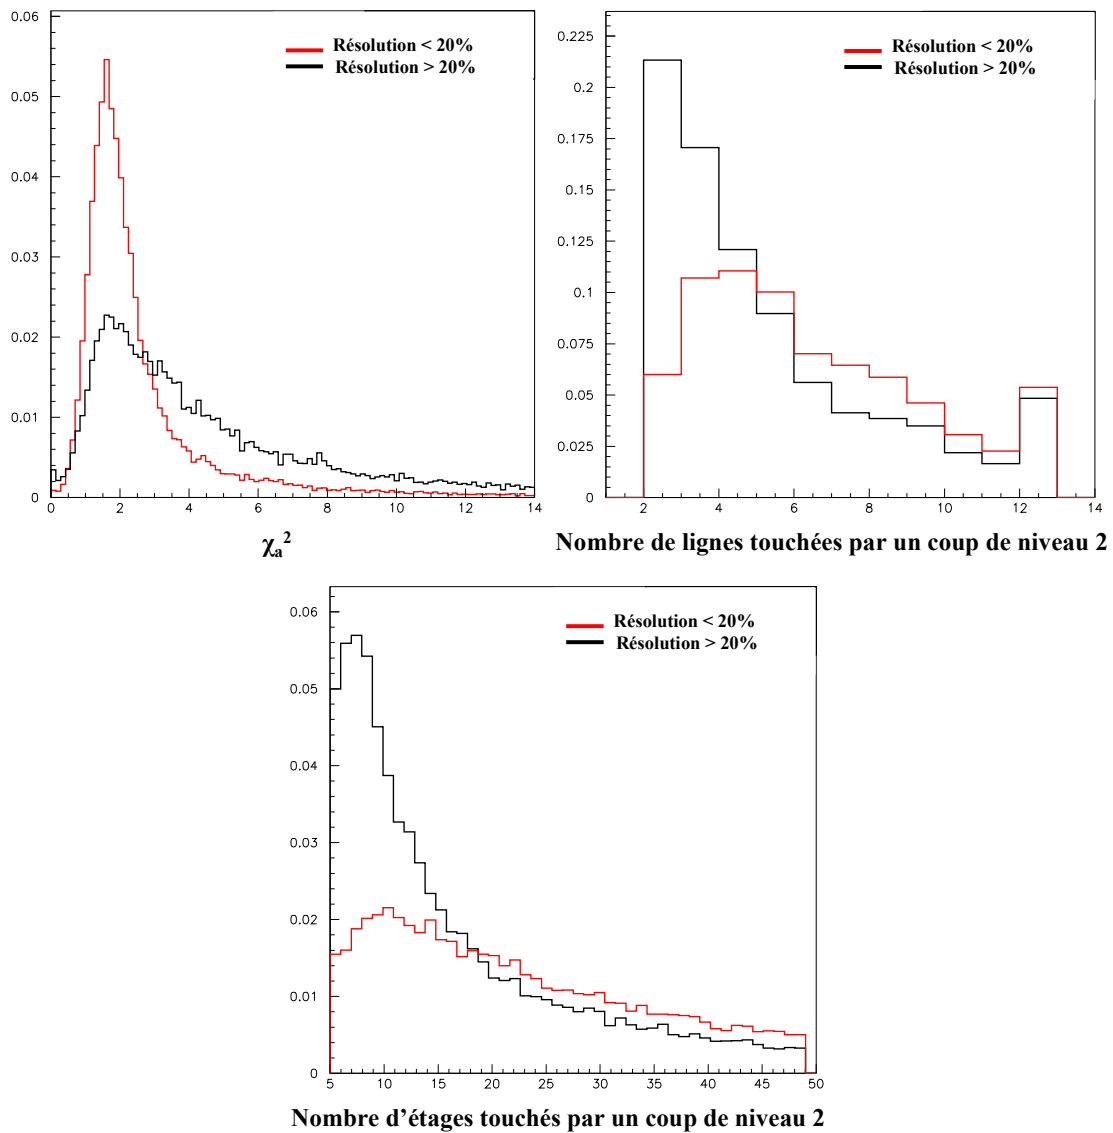 0.06
0.05
0.04
0.03
0.02
0.01
0
0 2 4 6 8 10 12 14
Résolution < 20%
Résolution > 20%
χₐ²
0.225
0.2
0.175
0.15
0.125
0.1
0.075
0.05
0.025
0
2 4 6 8 10 12 14
Résolution < 20%
Résolution > 20%
Nombre de lignes touchées par un coup de niveau 2
0.06
0.05
0.04
0.03
0.02
0.01
0
5 10 15 20 25 30 35 40 45 50
Résolution < 20%
Résolution > 20%
Nombre d'étages touchés par un coup de niveau 2